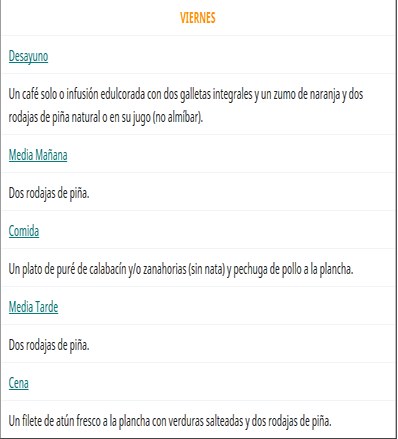 VIERNES
Desayuno
Un café solo o infusión edulcorada con dos galletas integrales y un zumo de naranja y dos
rodajas de piña natural o en su jugo (no almíbar).
Media Mañana
Dos rodajas de piña.
Comida
Un plato de puré de calabacín y/o zanahorias (sin nata) y pechuga de pollo a la plancha.
Media Tarde
Dos rodajas de piña.
Cena
Un filete de atún fresco a la plancha con verduras salteadas y dos rodajas de piña.